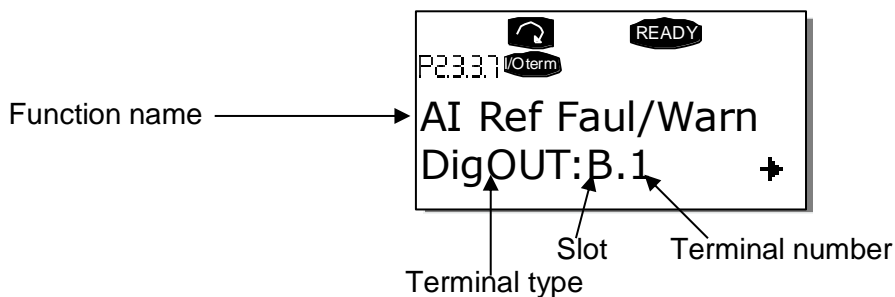 READY
P2.3.3.7 I/Oterm
Function name
AI Ref Faul/Warn
DigOUT:B.1
Slot
Terminal number
Terminal type